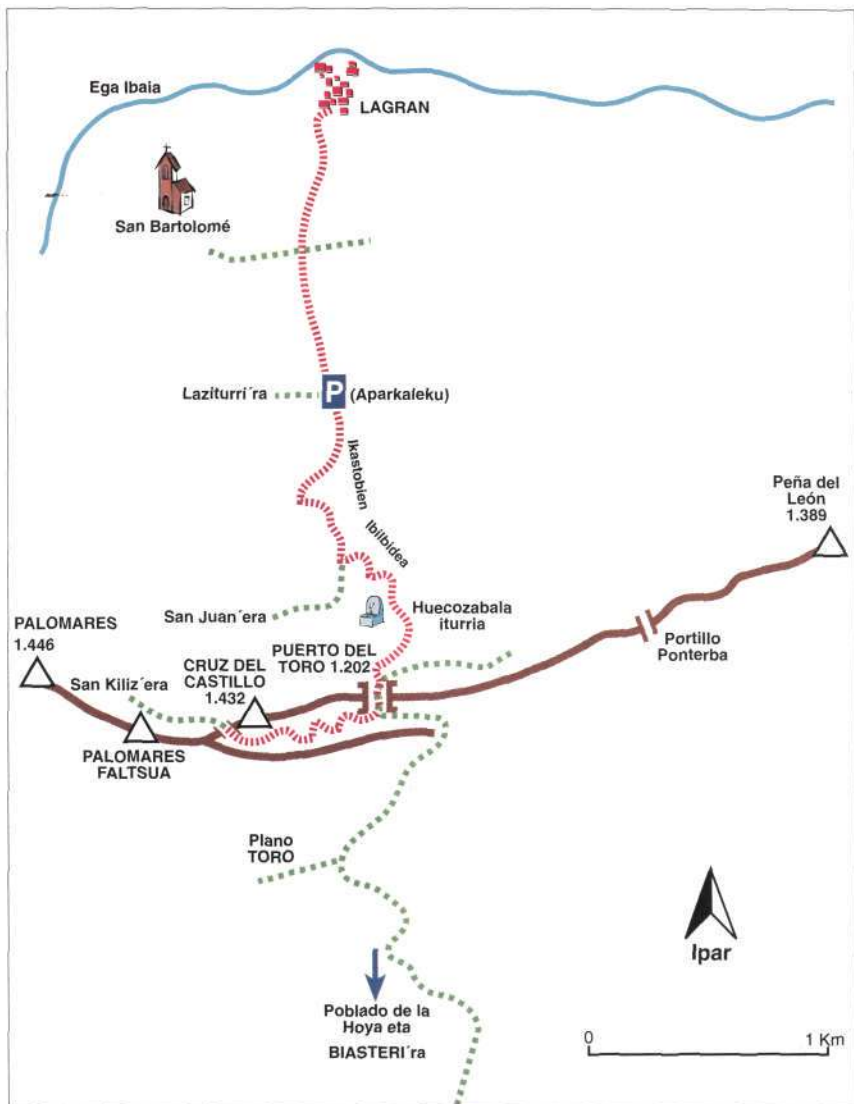 Ega Ibaia
LAGRAN
San Bartolomé
Laziturri´ra
P
(Aparkaleku)
Ikastobien
Ibilbidea
Peña del
León
1.389
San Juan´era
Huecozabala
iturria
Portillo
Ponterba
PALOMARES
1.446
PUERTO DEL
TORO 1.202
San Kiliz´era
CRUZ DEL
CASTILLO
1.432
PALOMARES
FALTSUA
Plano
TORO
Ipar
Poblado de la
Hoya eta
BIASTERI´ra
0
1 Km